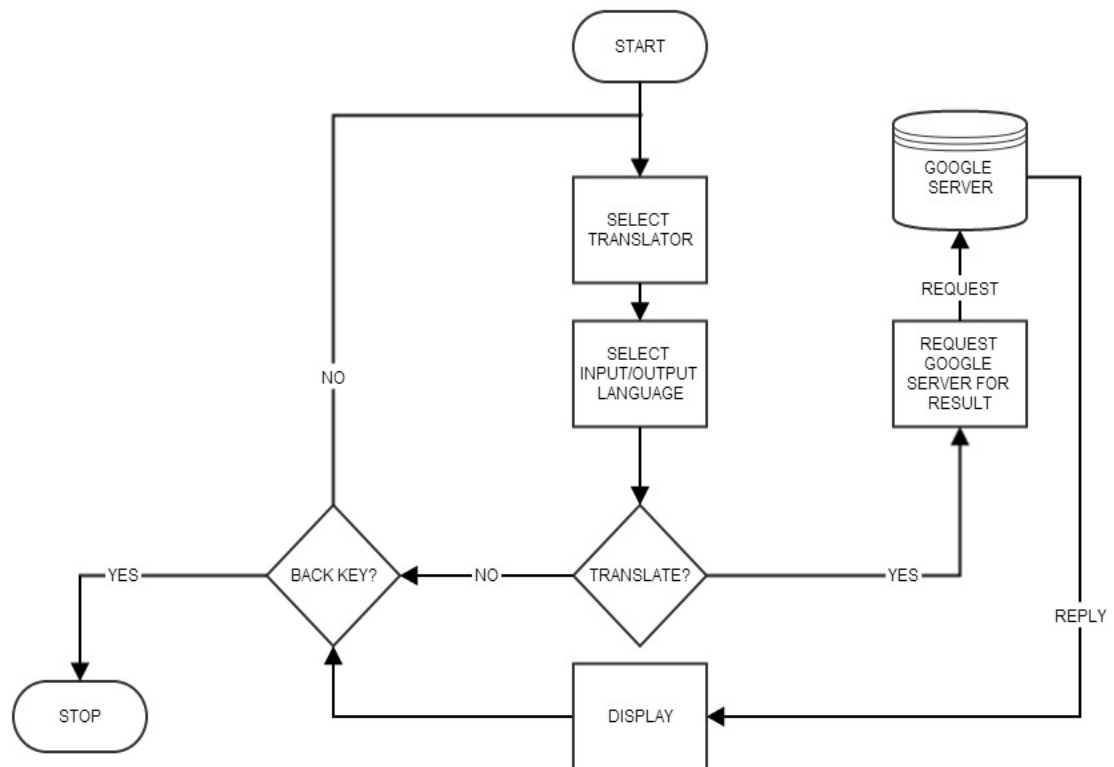 START
GOOGLE
SERVER
SELECT
TRANSLATOR
REQUEST
SELECT
INPUT/OUTPUT
LANGUAGE
REQUEST
GOOGLE
SERVER FOR
RESULT
NO
YES
BACK KEY?
NO
TRANSLATE?
YES
REPLY
STOP
DISPLAY